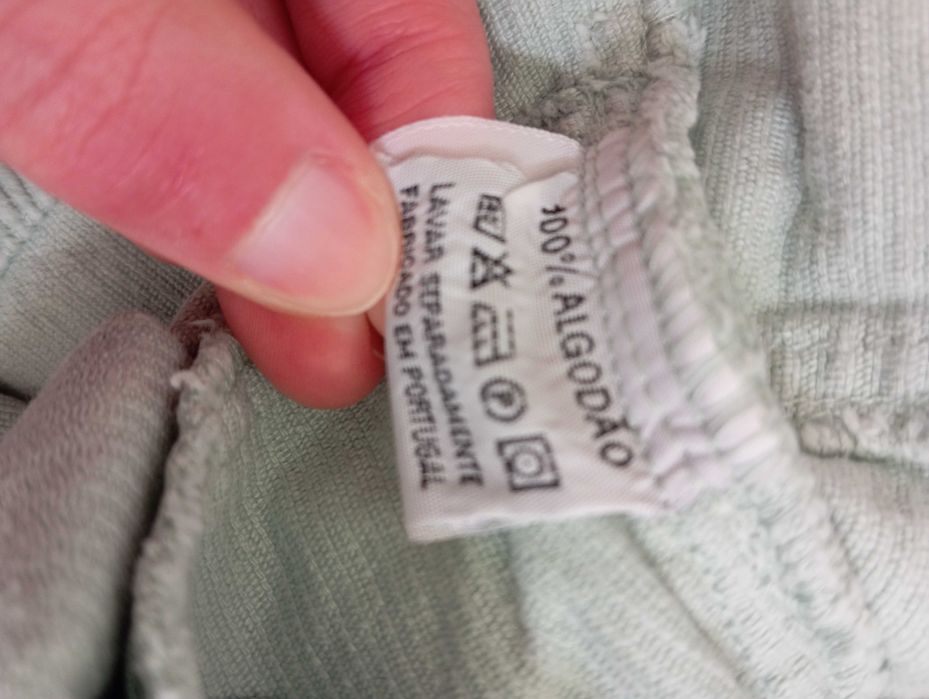 100% ALGODÃO
P
LAVAR SEPARADAMENTE
FABRICADO EM PORTUGAL